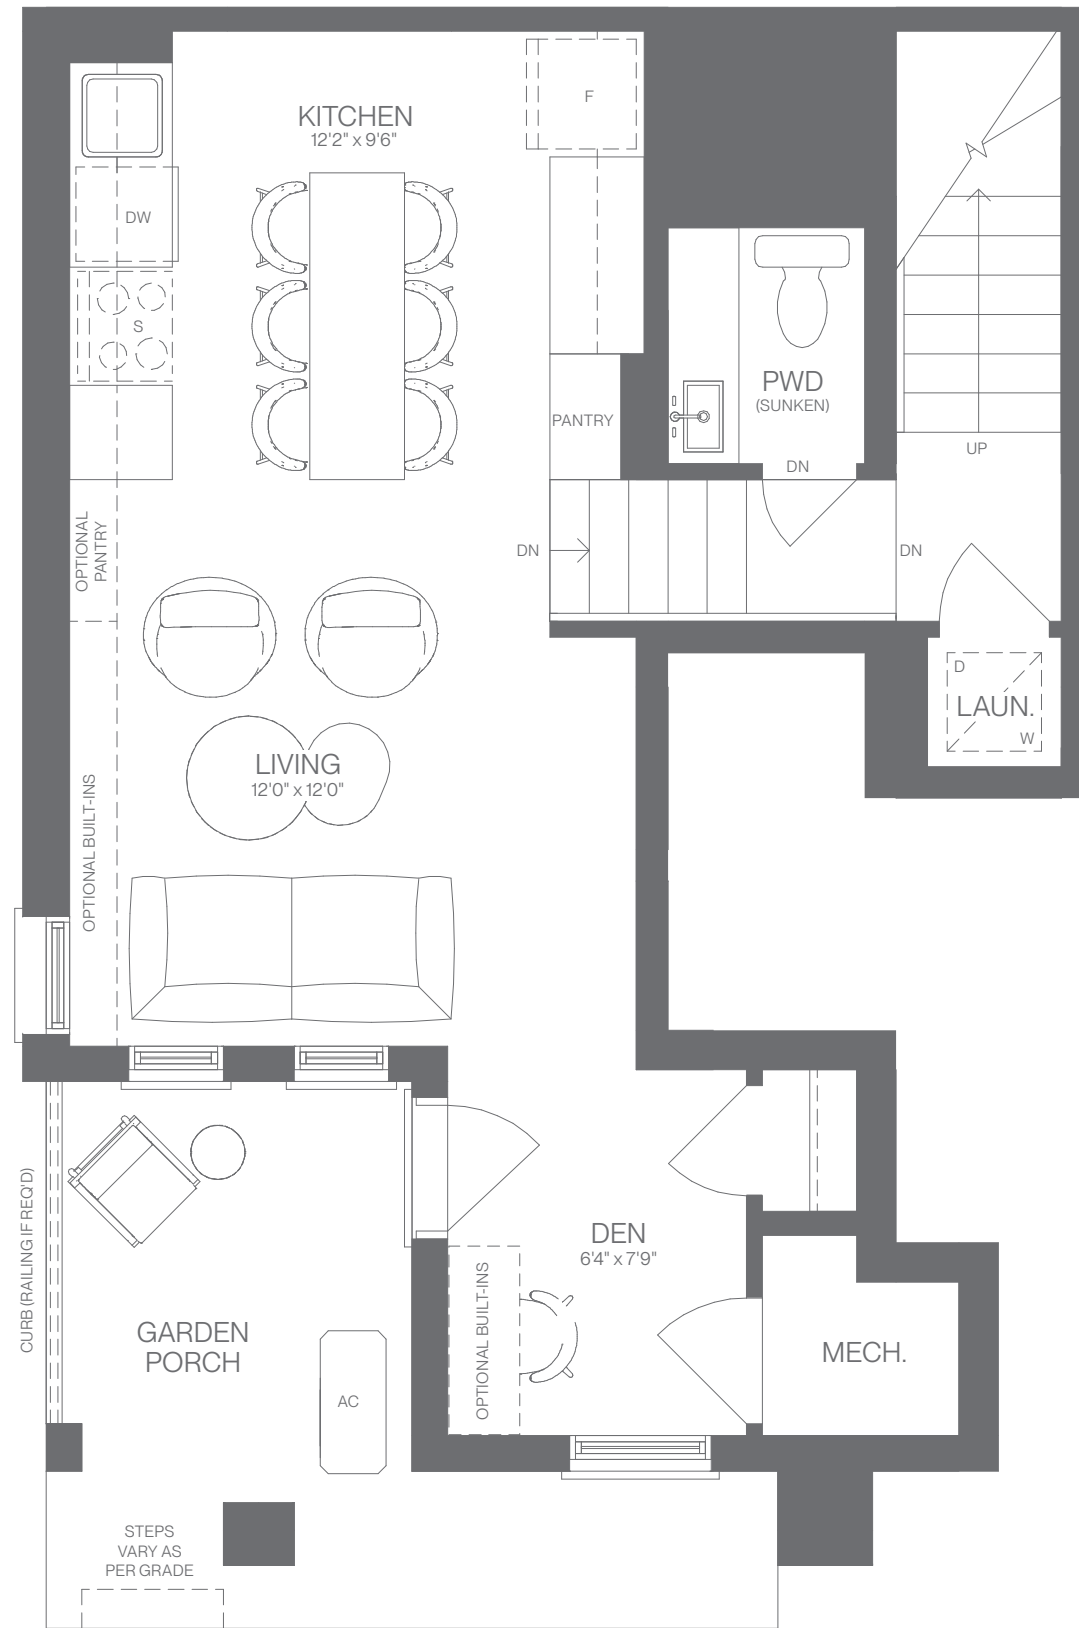 KITCHEN
12'2" x 9'6"
F
DW
S
PWD
(SUNKEN)
PANTRY
UP
DN
DN
DN
OPTIONAL
PANTRY
D
LAUN.
W
LIVING
12'0" x 12'0"
OPTIONAL BUILT-INS
CURB (RAILING IF REQ'D)
DEN
6'4" x 7'9"
OPTIONAL BUILT-INS
GARDEN
PORCH
MECH.
AC
STEPS
VARY AS
PER GRADE